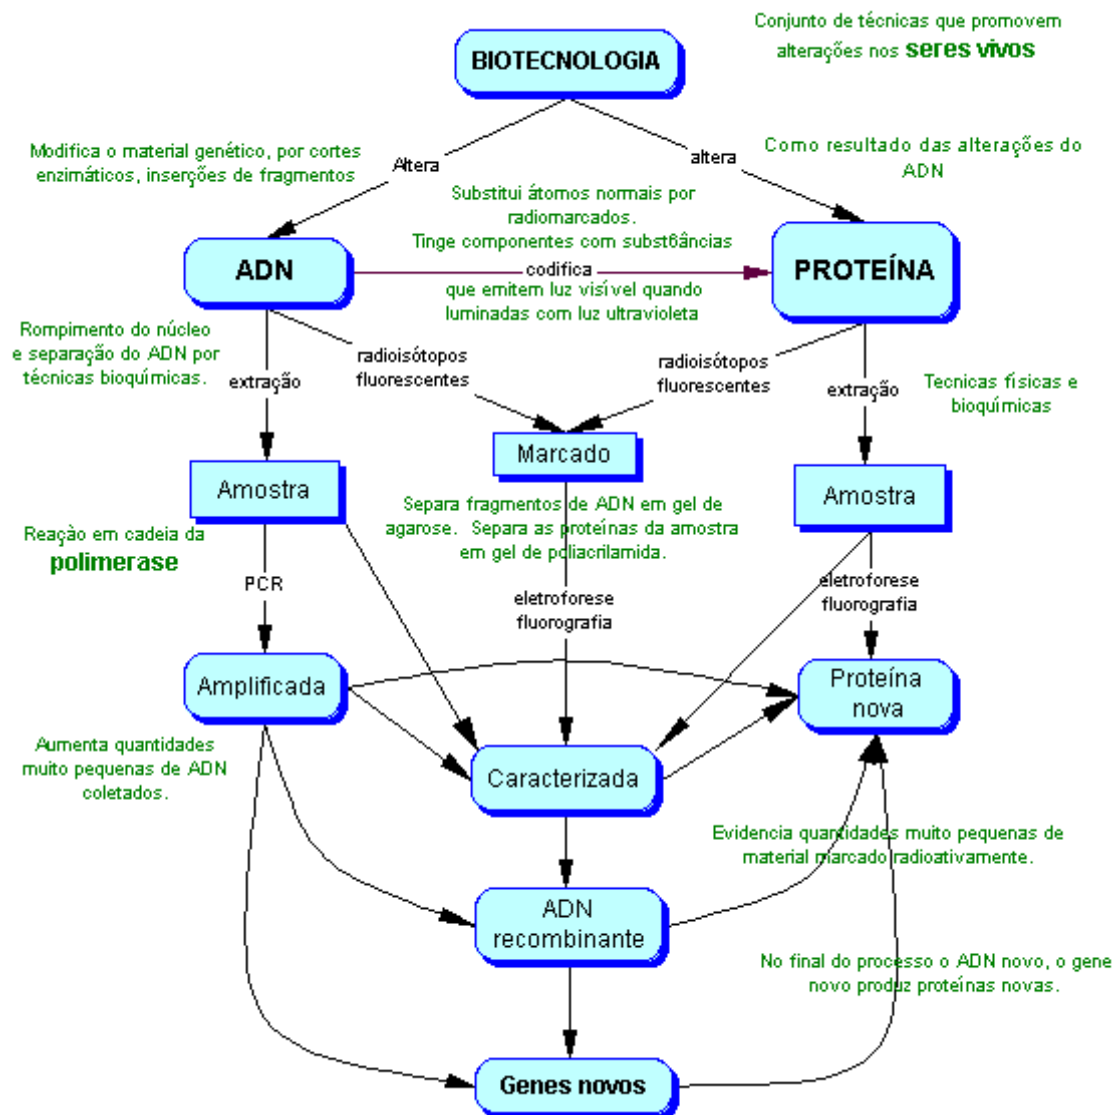 Conjunto de técnicas que promovem
alterações nos seres vivos
BIOTECNOLOGIA
Modifica o material genético, por cortes
enzimáticos, inserções de fragmentos
Altera
altera
Como resultado das alterações do
ADN
Substitui átomos normais por
radiomarcados.
Tinge componentes com subst6âncias
ADN
codifica
PROTEÍNA
que emitem luz visível quando
luminadas com luz ultravioleta
Rompimento do núcleo
e separação do ADN por
técnicas bioquímicas.
extração
radioisótopos
fluorescentes
radioisótopos
fluorescentes
extração
Tecnicas físicas e
bioquímicas
Marcado
Amostra
Amostra
Separa fragmentos de ADN em gel de
agarose. Separa as proteínas da amostra
em gel de poliacrilamida.
Reação em cadeia da
polimerase
PCR
eletroforese
fluorografia
eletroforese
fluorografia
Amplificada
Proteína
nova
Aumenta quantidades
muito pequenas de ADN
coletados.
Caracterizada
Evidencia quantidades muito pequenas de
material marcado radioativamente.
ADN
recombinante
No final do processo o ADN novo, o gene
novo produz proteínas novas.
Genes novos